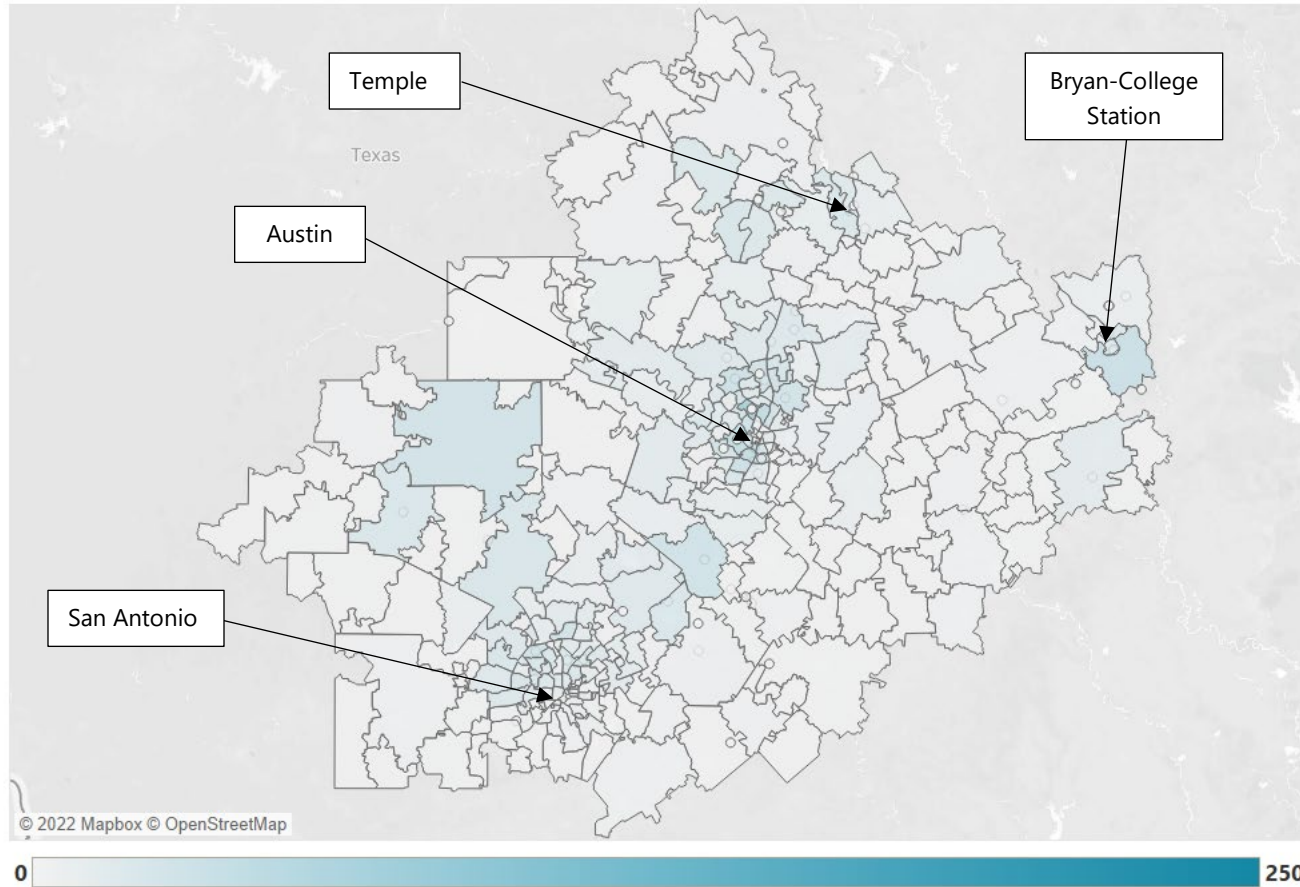 Temple
Bryan-College
Station
Texas
Austin
San Antonio
© 2022 Mapbox © OpenStreetMap
0
250